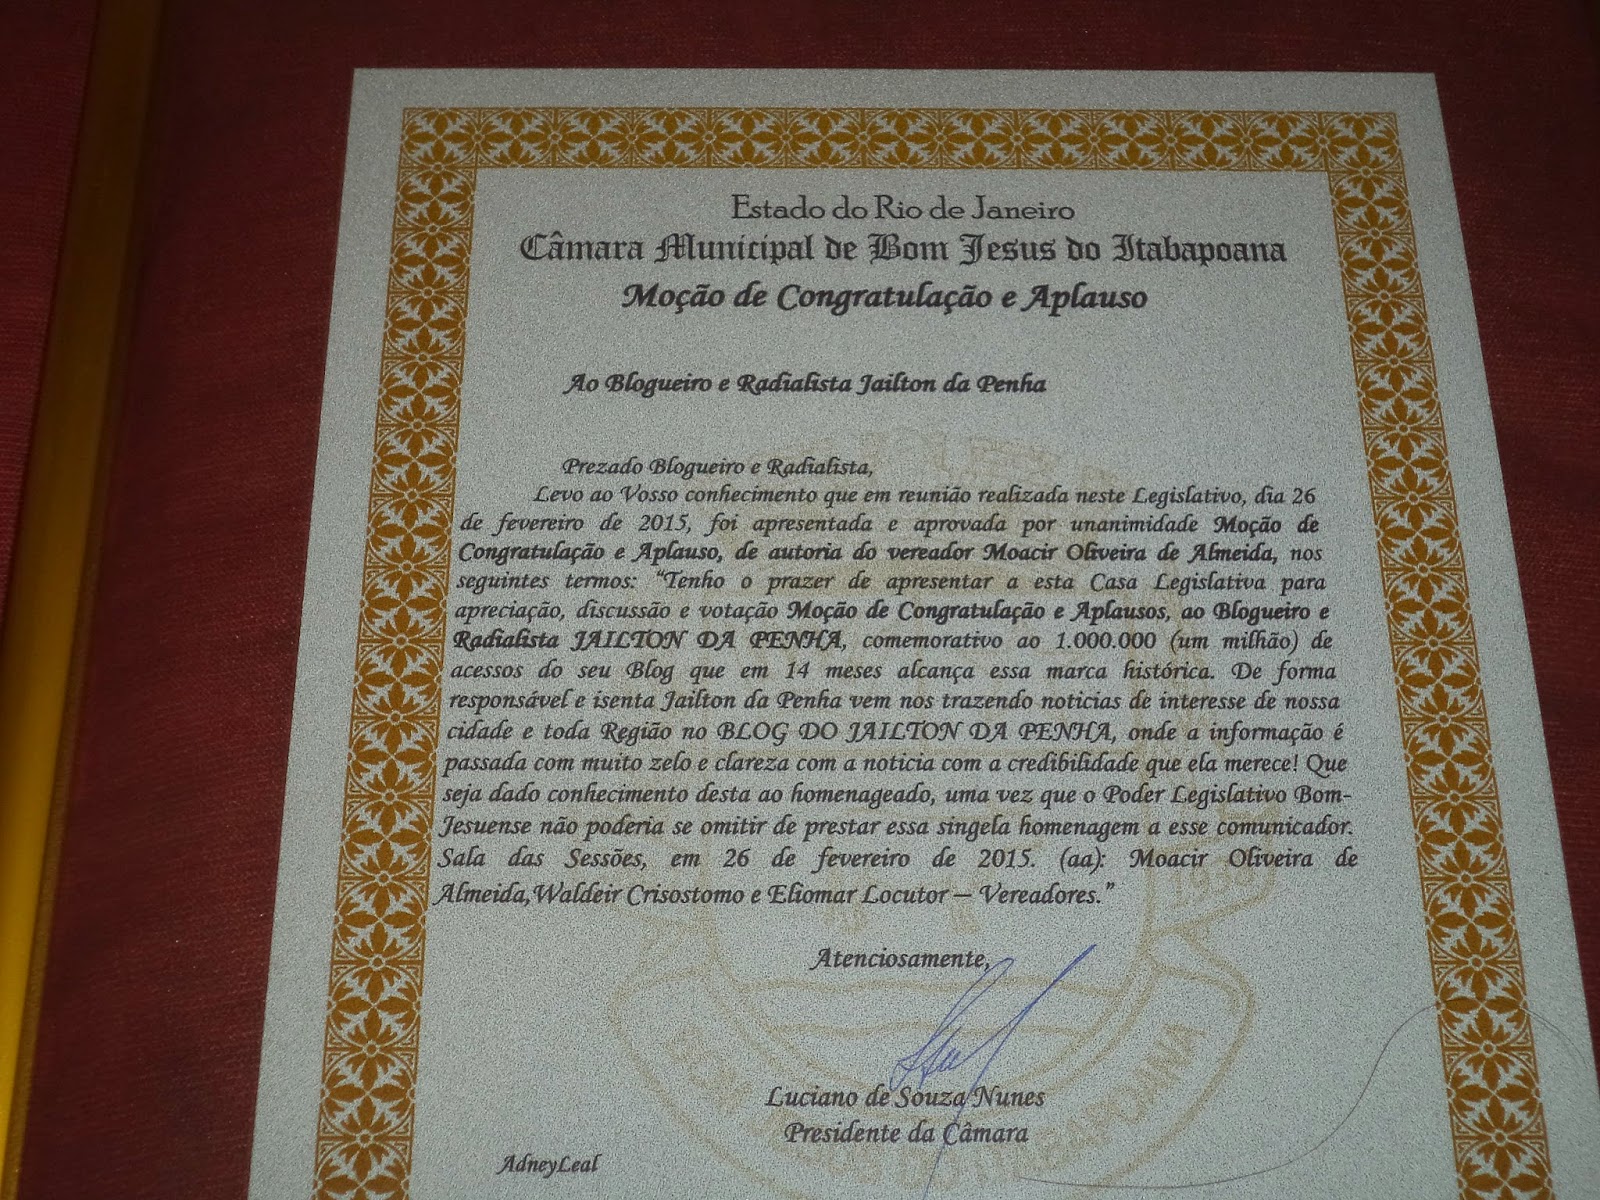 Estado do Rio de Janeiro
Câmara Municipal de Bom Jesus do Itabapoana
Moção de Congratulação e Aplauso
Ao Blogueiro e Radialista Jailton da Penha
Prezado Blogueiro e Radialista,
Levo ao Vosso conhecimento que em reunião realizada neste Legislativo, dia 26
de fevereiro de 2015, foi apresentada e aprovada por unanimidade Moção de
Congratulação e Aplauso, de autoria do vereador Moacir Oliveira de Almeida, nos
seguintes termos: "Tenho o prazer de apresentar a esta Casa Legislativa para
apreciação, discussão e votação Moção de Congratulação e Aplausos, ao Blogueiro e
Radialista JAILTON DA PENHA, comemorativo ao 1.000.000 (um milhão) de
acessos do seu Blog que em 14 meses alcança essa marca histórica. De forma
responsável e isenta Jailton da Penha vem nos trazendo noticias de interesse de nossa
cidade e toda Região no BLOG DO JAILTON DA PENHA, onde a informação é
passada com muito zelo e clareza com a noticia com a credibilidade que ela merece! Que
seja dado conhecimento desta ao homenageado, uma vez que o Poder Legislativo Bom-
Jesuense não poderia se omitir de prestar essa singela homenagem a esse comunicador.
Sala das Sessões, em 26 de fevereiro de 2015. (aa): Moacir Oliveira de
Almeida,Waldeir Crisostomo e Eliomar Locutor – Vereadores."
Atenciosamente,
Luciano de Souza Nunes
Presidente da Câmara
AdneyLeal